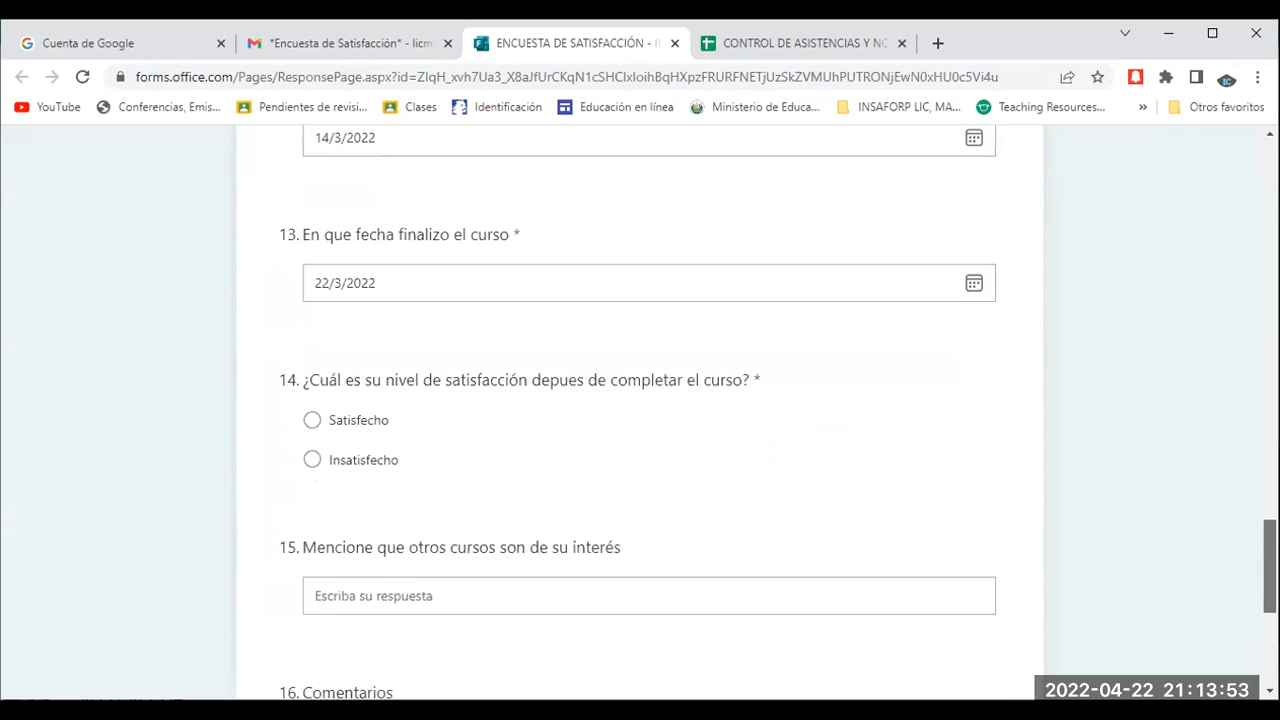 Cuenta de Google
*Encuesta de Satisfacción* - licm
ENCUESTA DE SATISFACCIÓN - I
CONTROL DE ASISTENCIAS Y NO
forms.office.com/Pages/ResponsePage.aspx?id=ZIqH_xvh7Ua3_X8aJfUrCKqN1cSHCIxIoihBqHXpzFRURFNETjUzSkZVMUhPUTRONjEwN0xHU0c5Vi4u
YouTube
Conferencias, Emis...
Pendientes de revisi...
Clases
Identificación
Educación en línea
Ministerio de Educa...
INSAFORP LIC, MA...
Teaching Resources...
Otros favoritos
14/3/2022
13. En que fecha finalizo el curso *
22/3/2022
14. ¿Cuál es su nivel de satisfacción depues de completar el curso? *
Satisfecho
Insatisfecho
15. Mencione que otros cursos son de su interés
Escriba su respuesta
16. Comentarios
2022-04-22 21:13:53